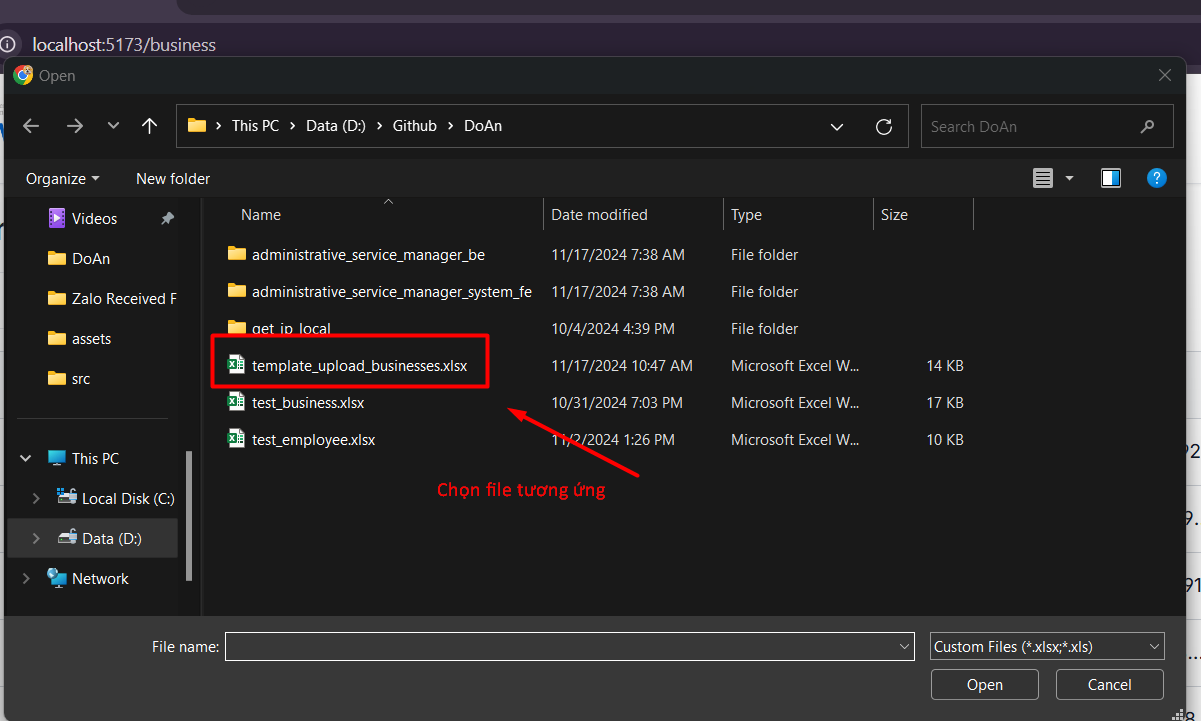 localhost:5173/business
Open
This PC > Data (D:) > Github > DoAn
Search DoAn
Organize
New folder
Name
Date modified
Type
Size
Videos
DoAn
Zalo Received F
assets
src
This PC
Local Disk (C:)
Data (D:)
Network
administrative_service_manager_be 11/17/2024 7:38 AM File folder
administrative_service_manager_system_fe 11/17/2024 7:38 AM File folder
get_ip_local 10/4/2024 4:39 PM File folder
template_upload_businesses.xlsx 11/17/2024 10:47 AM Microsoft Excel W... 14 KB
test_business.xlsx 10/31/2024 7:03 PM Microsoft Excel W... 17 KB
test_employee.xlsx 11/2/2024 1:26 PM Microsoft Excel W... 10 KB
Chọn file tương ứng
File name:
Custom Files (*.xlsx;*.xls)
Open
Cancel